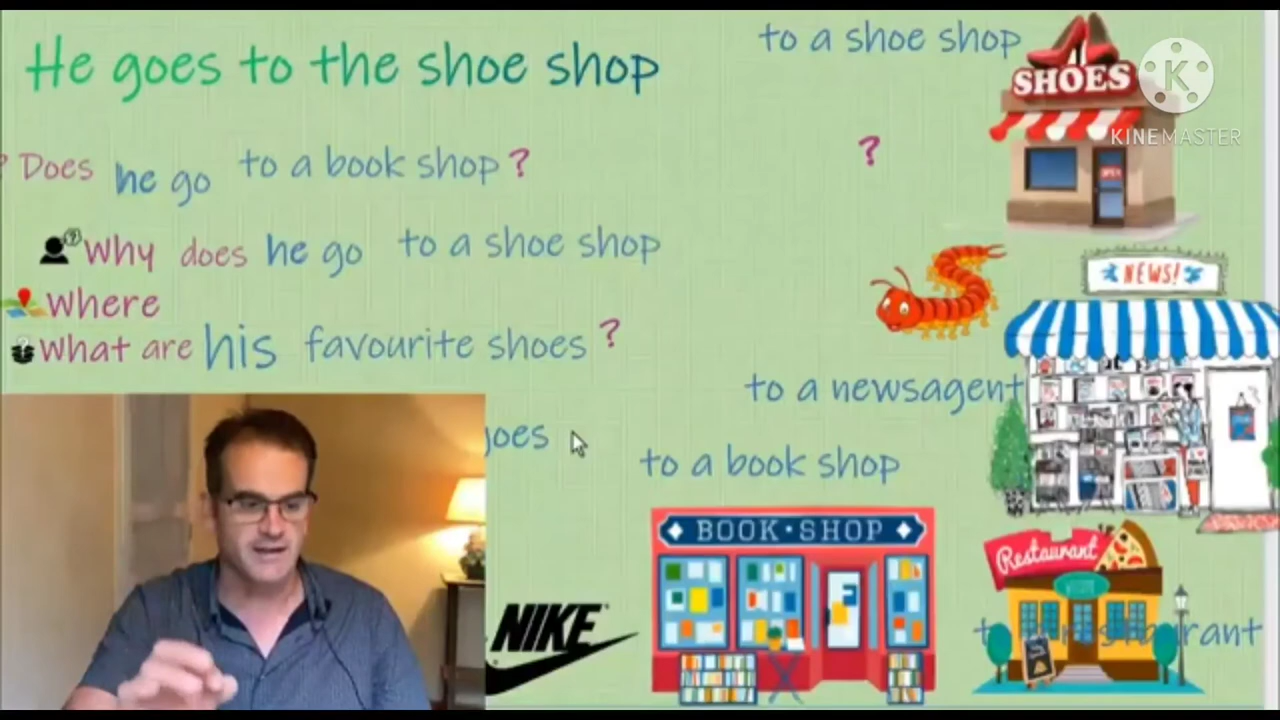 He goes to the shoe shop
to a shoe shop
SHOES
OPEN
KINEMASTER
? Does he go to a book shop ?
?
Why does he go to a shoe shop
Where
What are his favourite shoes ?
NEWS!
to a newsagent
goes
to a book shop
BOOK·SHOP
Restaurant
NIKE